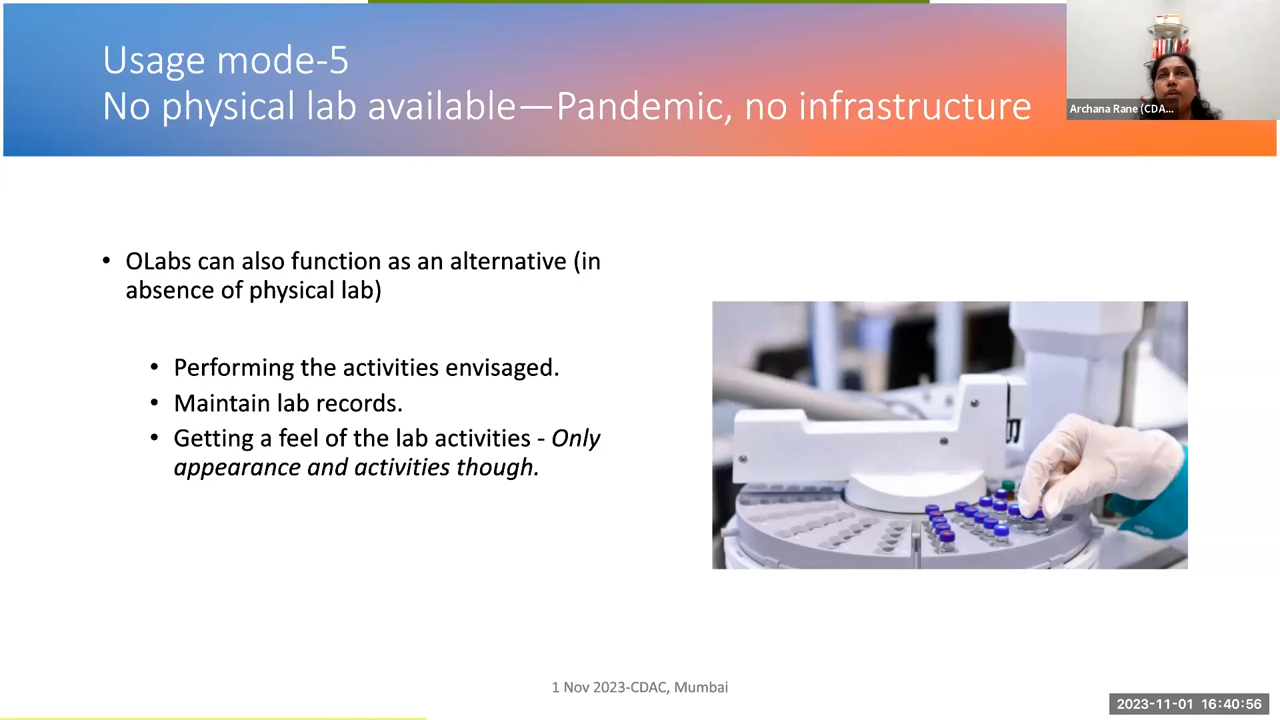 Usage mode-5
No physical lab available—Pandemic, no infrastructure
Archana Rane (CDA...
• OLabs can also function as an alternative (in
absence of physical lab)
• Performing the activities envisaged.
• Maintain lab records.
• Getting a feel of the lab activities - Only
appearance and activities though.
1 Nov 2023-CDAC, Mumbai
2023-11-01 16:40:56